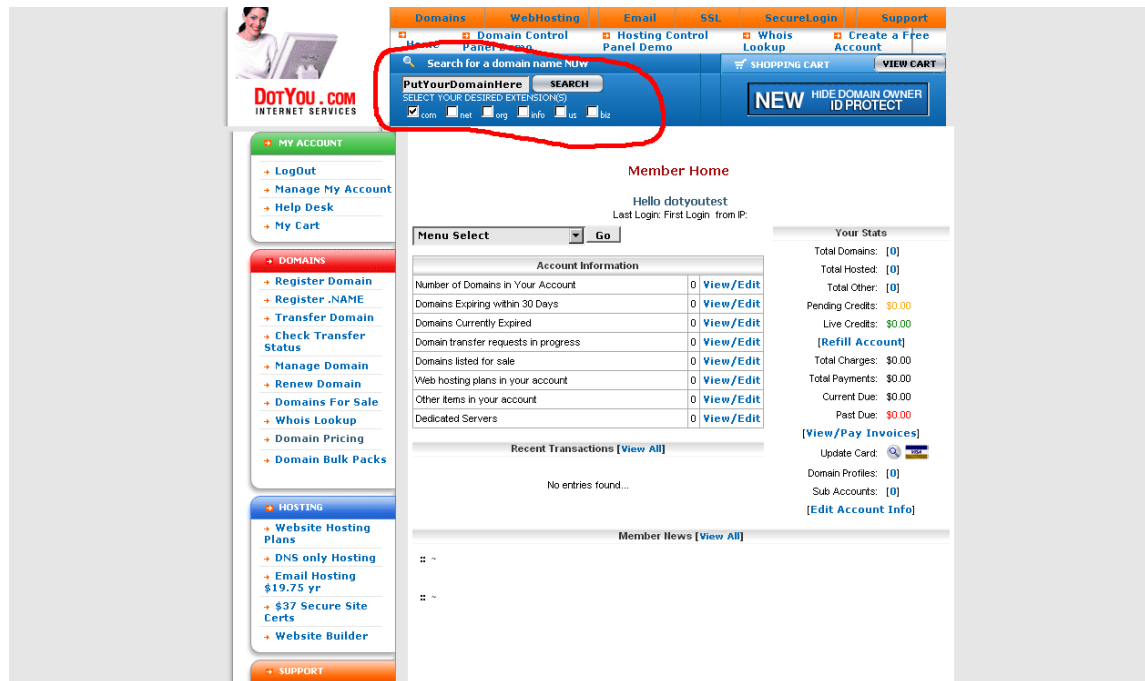 Domains WebHosting Email SSL SecureLogin Support
Home Domain Control Panel Demo Hosting Control Panel Demo Whois Lookup Create a Free Account
Search for a domain name NOW SHOPPING CART VIEW CART
PutYourDomainHere SEARCH
SELECT YOUR DESIRED EXTENSION(S)
com net org info us biz
NEW HIDE DOMAIN OWNER
ID PROTECT
DOTYOU.COM
INTERNET SERVICES
MY ACCOUNT
LogOut
Manage My Account
Help Desk
My Cart
DOMAINS
Register Domain
Register .NAME
Transfer Domain
Check Transfer
Status
Manage Domain
Renew Domain
Domains For Sale
Whois Lookup
Domain Pricing
Domain Bulk Packs
HOSTING
Website Hosting
Plans
DNS only Hosting
Email Hosting
$19.75 yr
$37 Secure Site
Certs
Website Builder
SUPPORT
Member Home
Hello dotyoutest
Last Login: First Login from IP:
Menu Select Go
Account Information
Number of Domains in Your Account 0 View/Edit
Domains Expiring within 30 Days 0 View/Edit
Domains Currently Expired 0 View/Edit
Domain transfer requests in progress 0 View/Edit
Domains listed for sale 0 View/Edit
Web hosting plans in your account 0 View/Edit
Other items in your account 0 View/Edit
Dedicated Servers 0 View/Edit
Recent Transactions [View All]
No entries found...
Your Stats
Total Domains: [0]
Total Hosted: [0]
Total Other: [0]
Pending Credits: $0.00
Live Credits: $0.00
[Refill Account]
Total Charges: $0.00
Total Payments: $0.00
Current Due: $0.00
Past Due: $0.00
[View/Pay Invoices]
Update Card: VISA
Domain Profiles: [0]
Sub Accounts: [0]
[Edit Account Info]
Member News [View All]
:: ~
:: ~